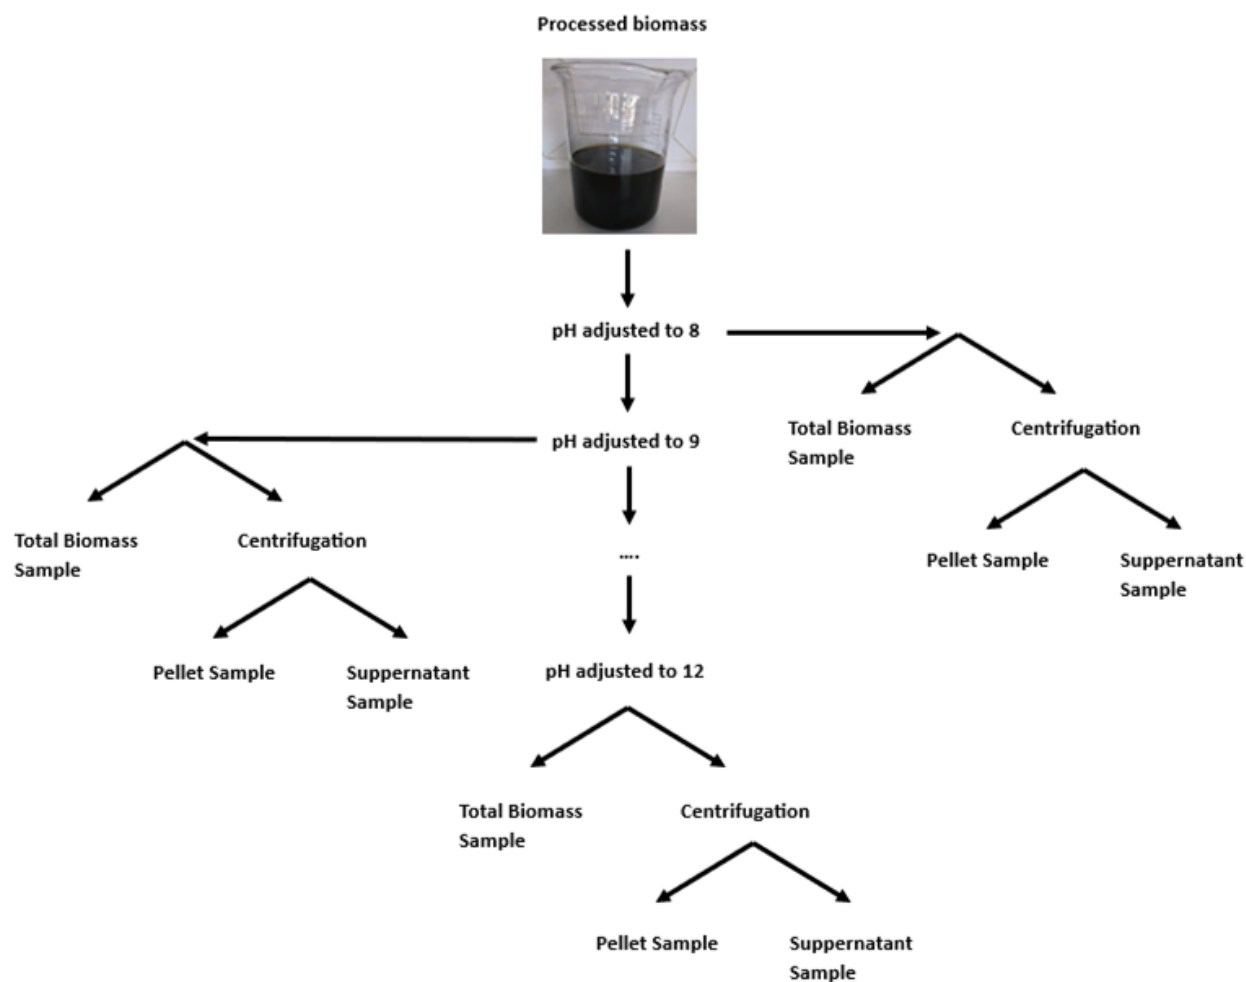 Processed biomass
pH adjusted to 8
Total Biomass
Sample
Centrifugation
Pellet Sample
Suppernatant
Sample
pH adjusted to 9
Total Biomass
Sample
Centrifugation
Pellet Sample
Suppernatant
Sample
....
pH adjusted to 12
Total Biomass
Sample
Centrifugation
Pellet Sample
Suppernatant
Sample